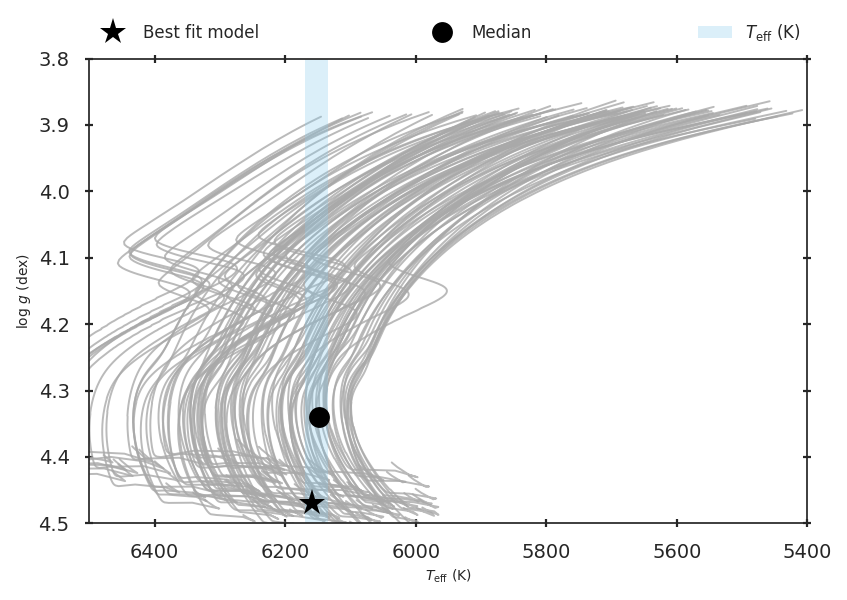 Best fit model Median T_eff (K)
3.8
3.9
4.0
4.1
4.2
4.3
4.4
4.5
log g (dex)
6400 6200 6000 5800 5600 5400
T_eff (K)